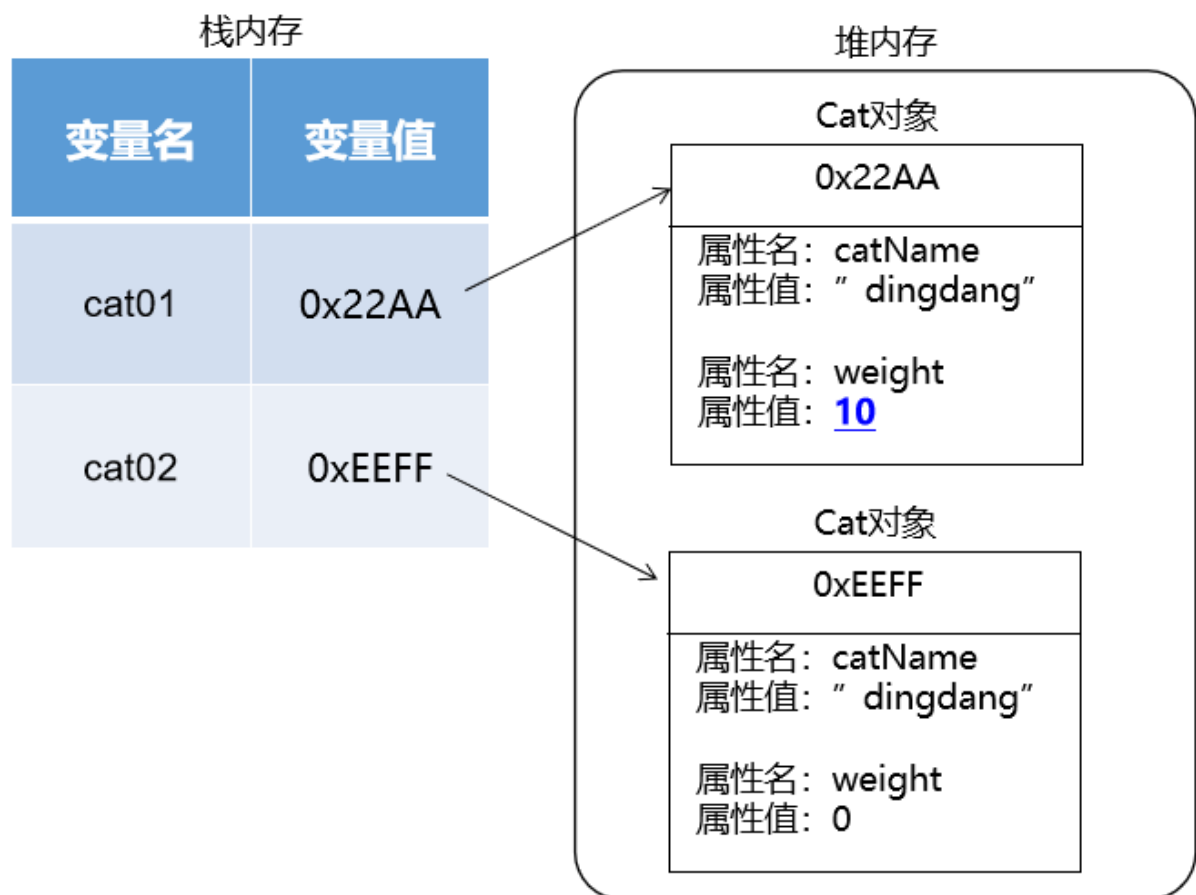 栈内存
变量名 变量值
cat01 0x22AA
cat02 0xEEFF
堆内存
Cat对象
0x22AA
属性名：catName
属性值：”dingdang”
属性名：weight
属性值：10
Cat对象
0xEEFF
属性名：catName
属性值：”dingdang”
属性名：weight
属性值：0